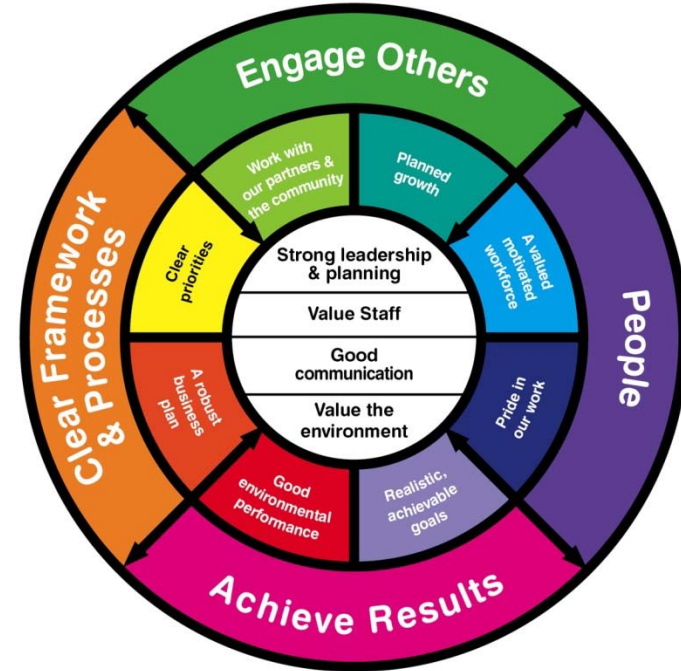 Engage Others
People
Achieve Results
Clear Framework
& Processes
Work with
our partners &
the community
Planned
growth
A valued
motivated
workforce
Pride in
our work
Realistic,
achievable
goals
Good
environmental
performance
A robust
business
plan
Clear
priorities
Strong leadership
& planning
Value Staff
Good
communication
Value the
environment